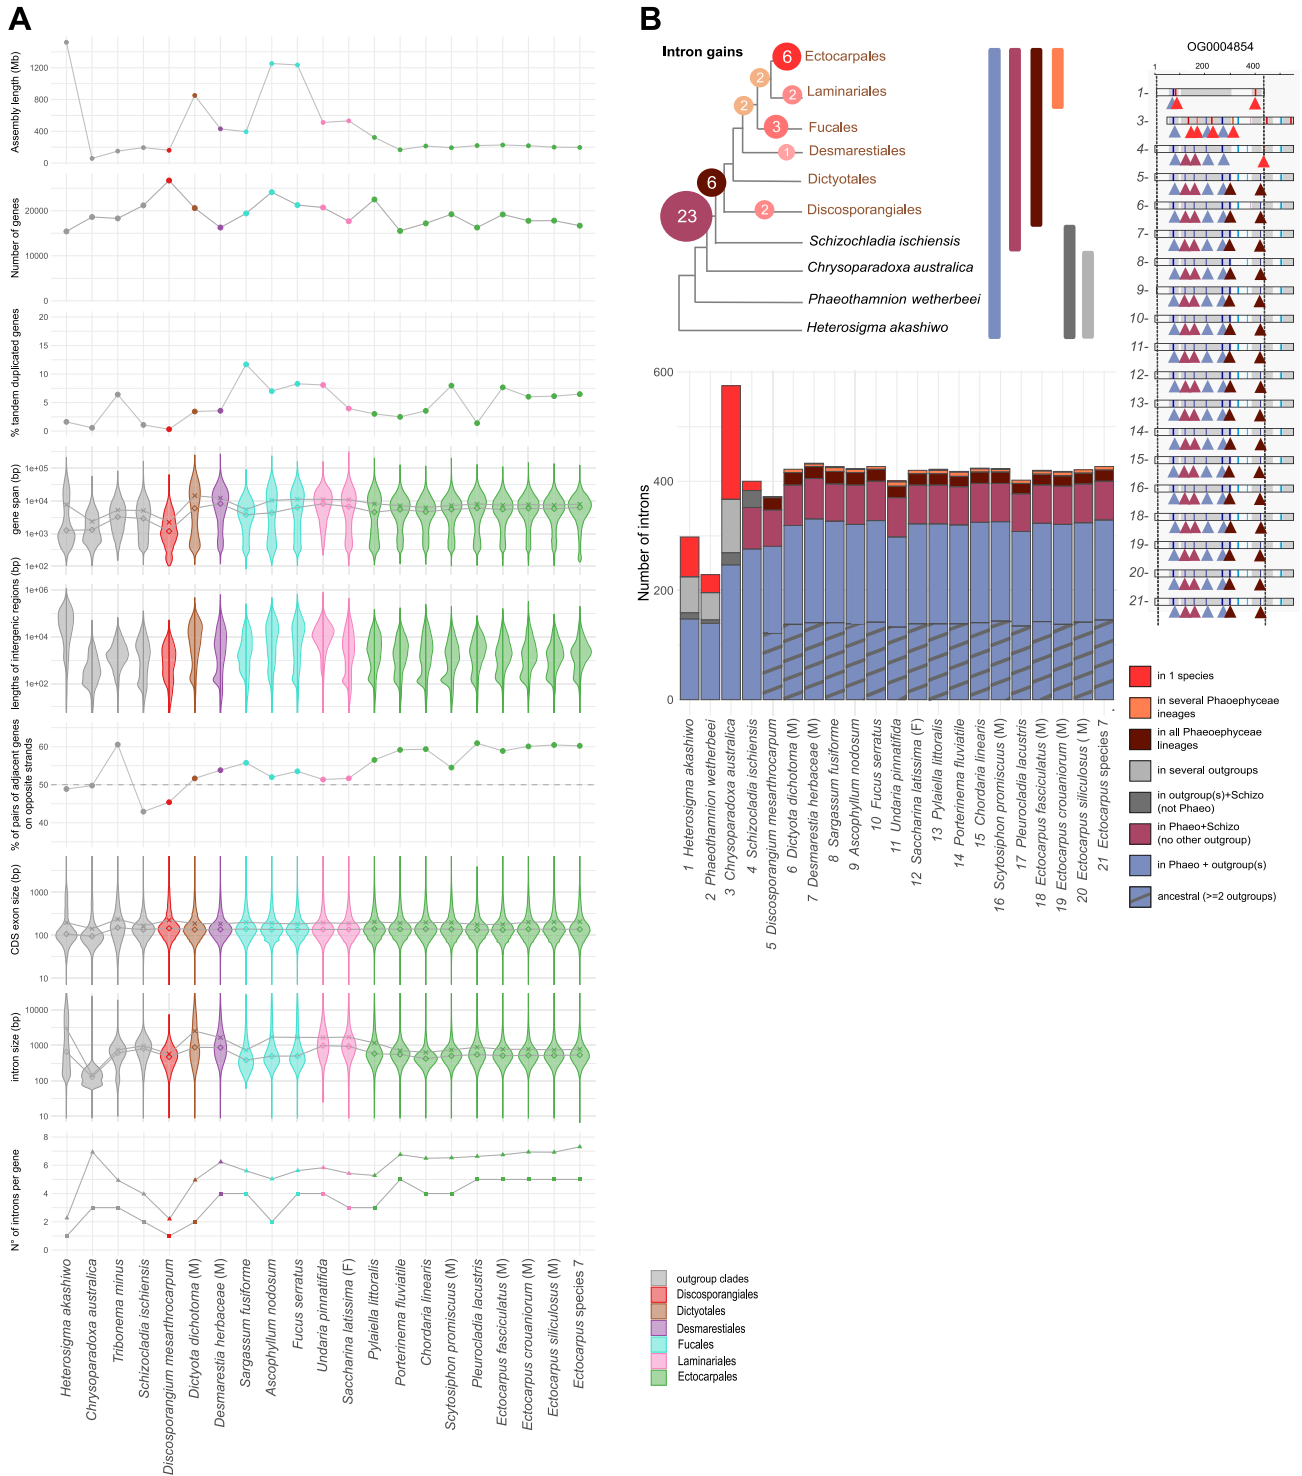 A
Assembly length (Mb)
1200
800
400
0
Number of genes
20000
10000
0
% tandem duplicated genes
20
15
10
5
0
gene span (bp)
1e+05
1e+04
1e+03
1e+02
lengths of intergenic regions (bp)
1e+06
1e+04
1e+02
% of pairs of adjacent genes
on opposite strands
60
50
40
CDS exon size (bp)
1000
100
10
intron size (bp)
10000
1000
100
10
N° of introns per gene
8
6
4
2
0
Heterosigma akashiwo
Chrysoparadoxa australica
Tribonema minus
Schizocladia ischiensis
Discosporangium mesarthrocarpum
Dictyota dichotoma (M)
Desmarestia herbaceae (M)
Sargassum fusiforme
Ascophyllum nodosum
Fucus serratus
Undaria pinnatifida
Saccharina latissima (F)
Pylaiella littoralis
Porterinema fluviatile
Chordaria linearis
Scytosiphon promiscuus (M)
Pleurocladia lacustris
Ectocarpus fasciculatus (M)
Ectocarpus crouaniorum (M)
Ectocarpus siliculosus (M)
Ectocarpus species 7
outgroup clades
Discosporangiales
Dictyotales
Desmarestiales
Fucales
Laminariales
Ectocarpales
B
Intron gains
6
Ectocarpales
2
2
Laminariales
2
3
Fucales
1
Desmarestiales
6
Dictyotales
2
Discosporangiales
23
Schizochladia ischiensis
Chrysoparadoxa australica
Phaeothamnion wetherbeei
Heterosigma akashiwo
OG0004854
1
200
400
1-
3-
4-
5-
6-
7-
8-
9-
10-
11-
12-
13-
14-
15-
16-
18-
19-
20-
21-
Number of introns
600
400
200
0
1 Heterosigma akashiwo
2 Phaeothamnion wetherbeei
3 Chrysoparadoxa australica
4 Schizocladia ischiensis
5 Discosporangium mesarthrocarpum
6 Dictyota dichotoma (M)
7 Desmarestia herbaceae (M)
8 Sargassum fusiforme
9 Ascophyllum nodosum
10 Fucus serratus
11 Undaria pinnatifida
12 Saccharina latissima (F)
13 Pylaiella littoralis
14 Porterinema fluviatile
15 Chordaria linearis
16 Scytosiphon promiscuus (M)
17 Pleurocladia lacustris
18 Ectocarpus fasciculatus (M)
19 Ectocarpus crouaniorum (M)
20 Ectocarpus siliculosus ( M)
21 Ectocarpus species 7
in 1 species
in several Phaeophyceae
lineages
in all Phaeoephyceae
lineages
in several outgroups
in outgroup(s)+Schizo
(not Phaeo)
in Phaeo+Schizo
(no other outgroup)
in Phaeo + outgroup(s)
ancestral (>=2 outgroups)